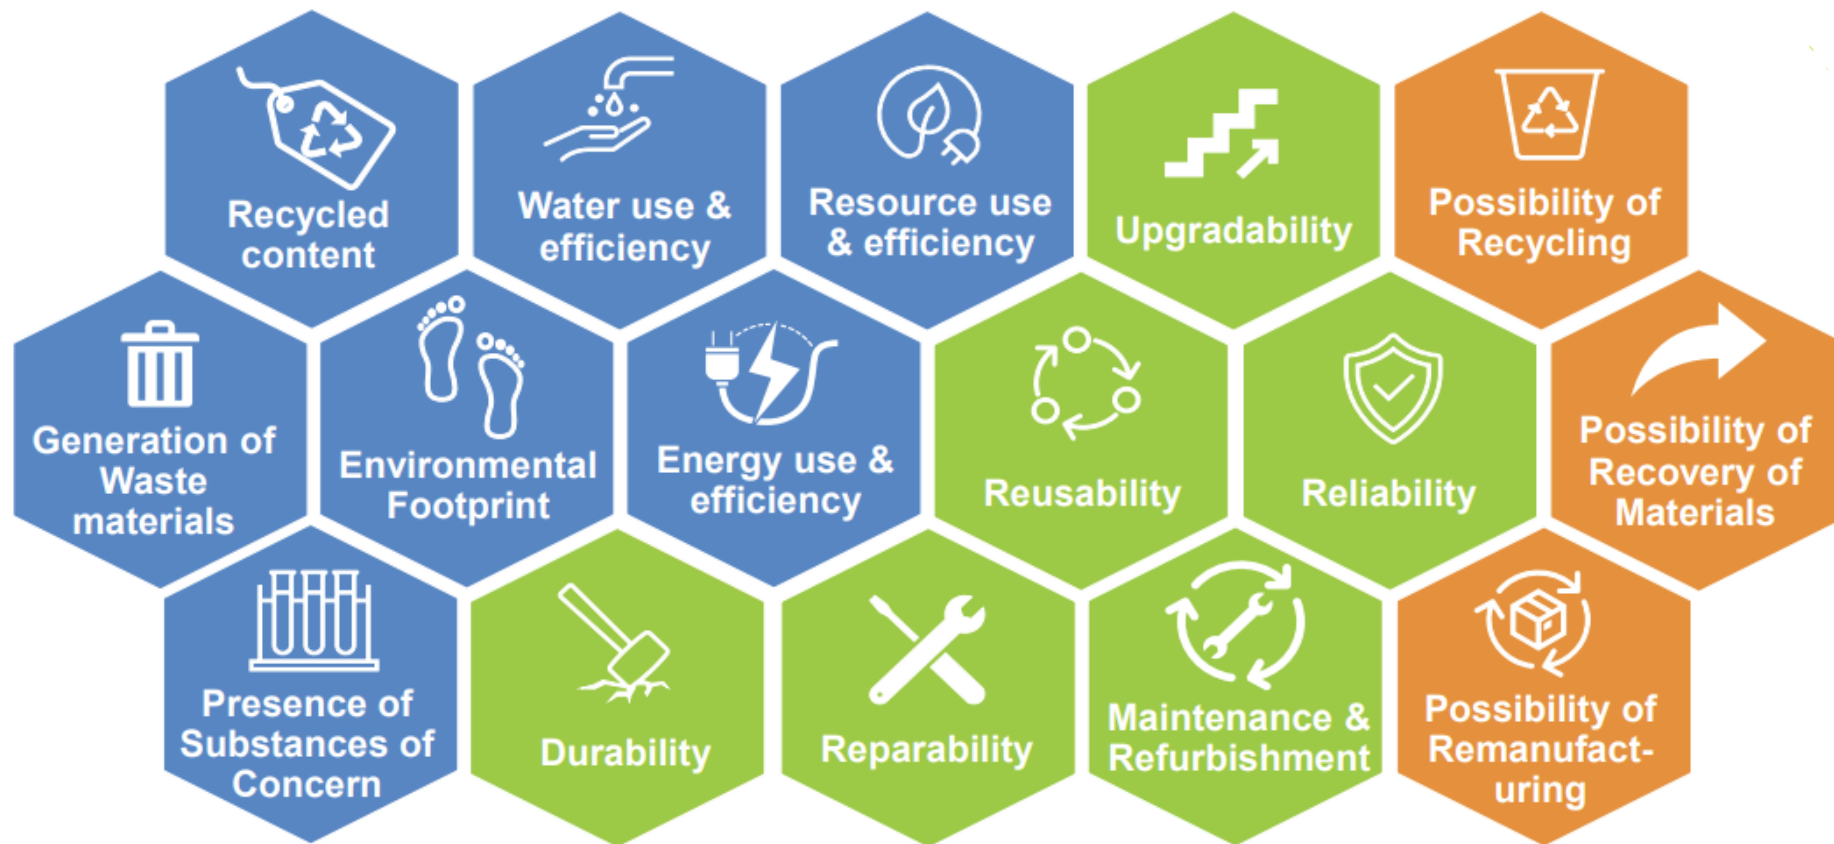 Recycled
content
Water use &
efficiency
Resource use
& efficiency
Upgradability
Possibility of
Recycling
Generation of
Waste
materials
Environmental
Footprint
Energy use &
efficiency
Reusability
Reliability
Possibility of
Recovery of
Materials
Presence of
Substances of
Concern
Durability
Reparability
Maintenance &
Refurbishment
Possibility of
Remanufact-
uring